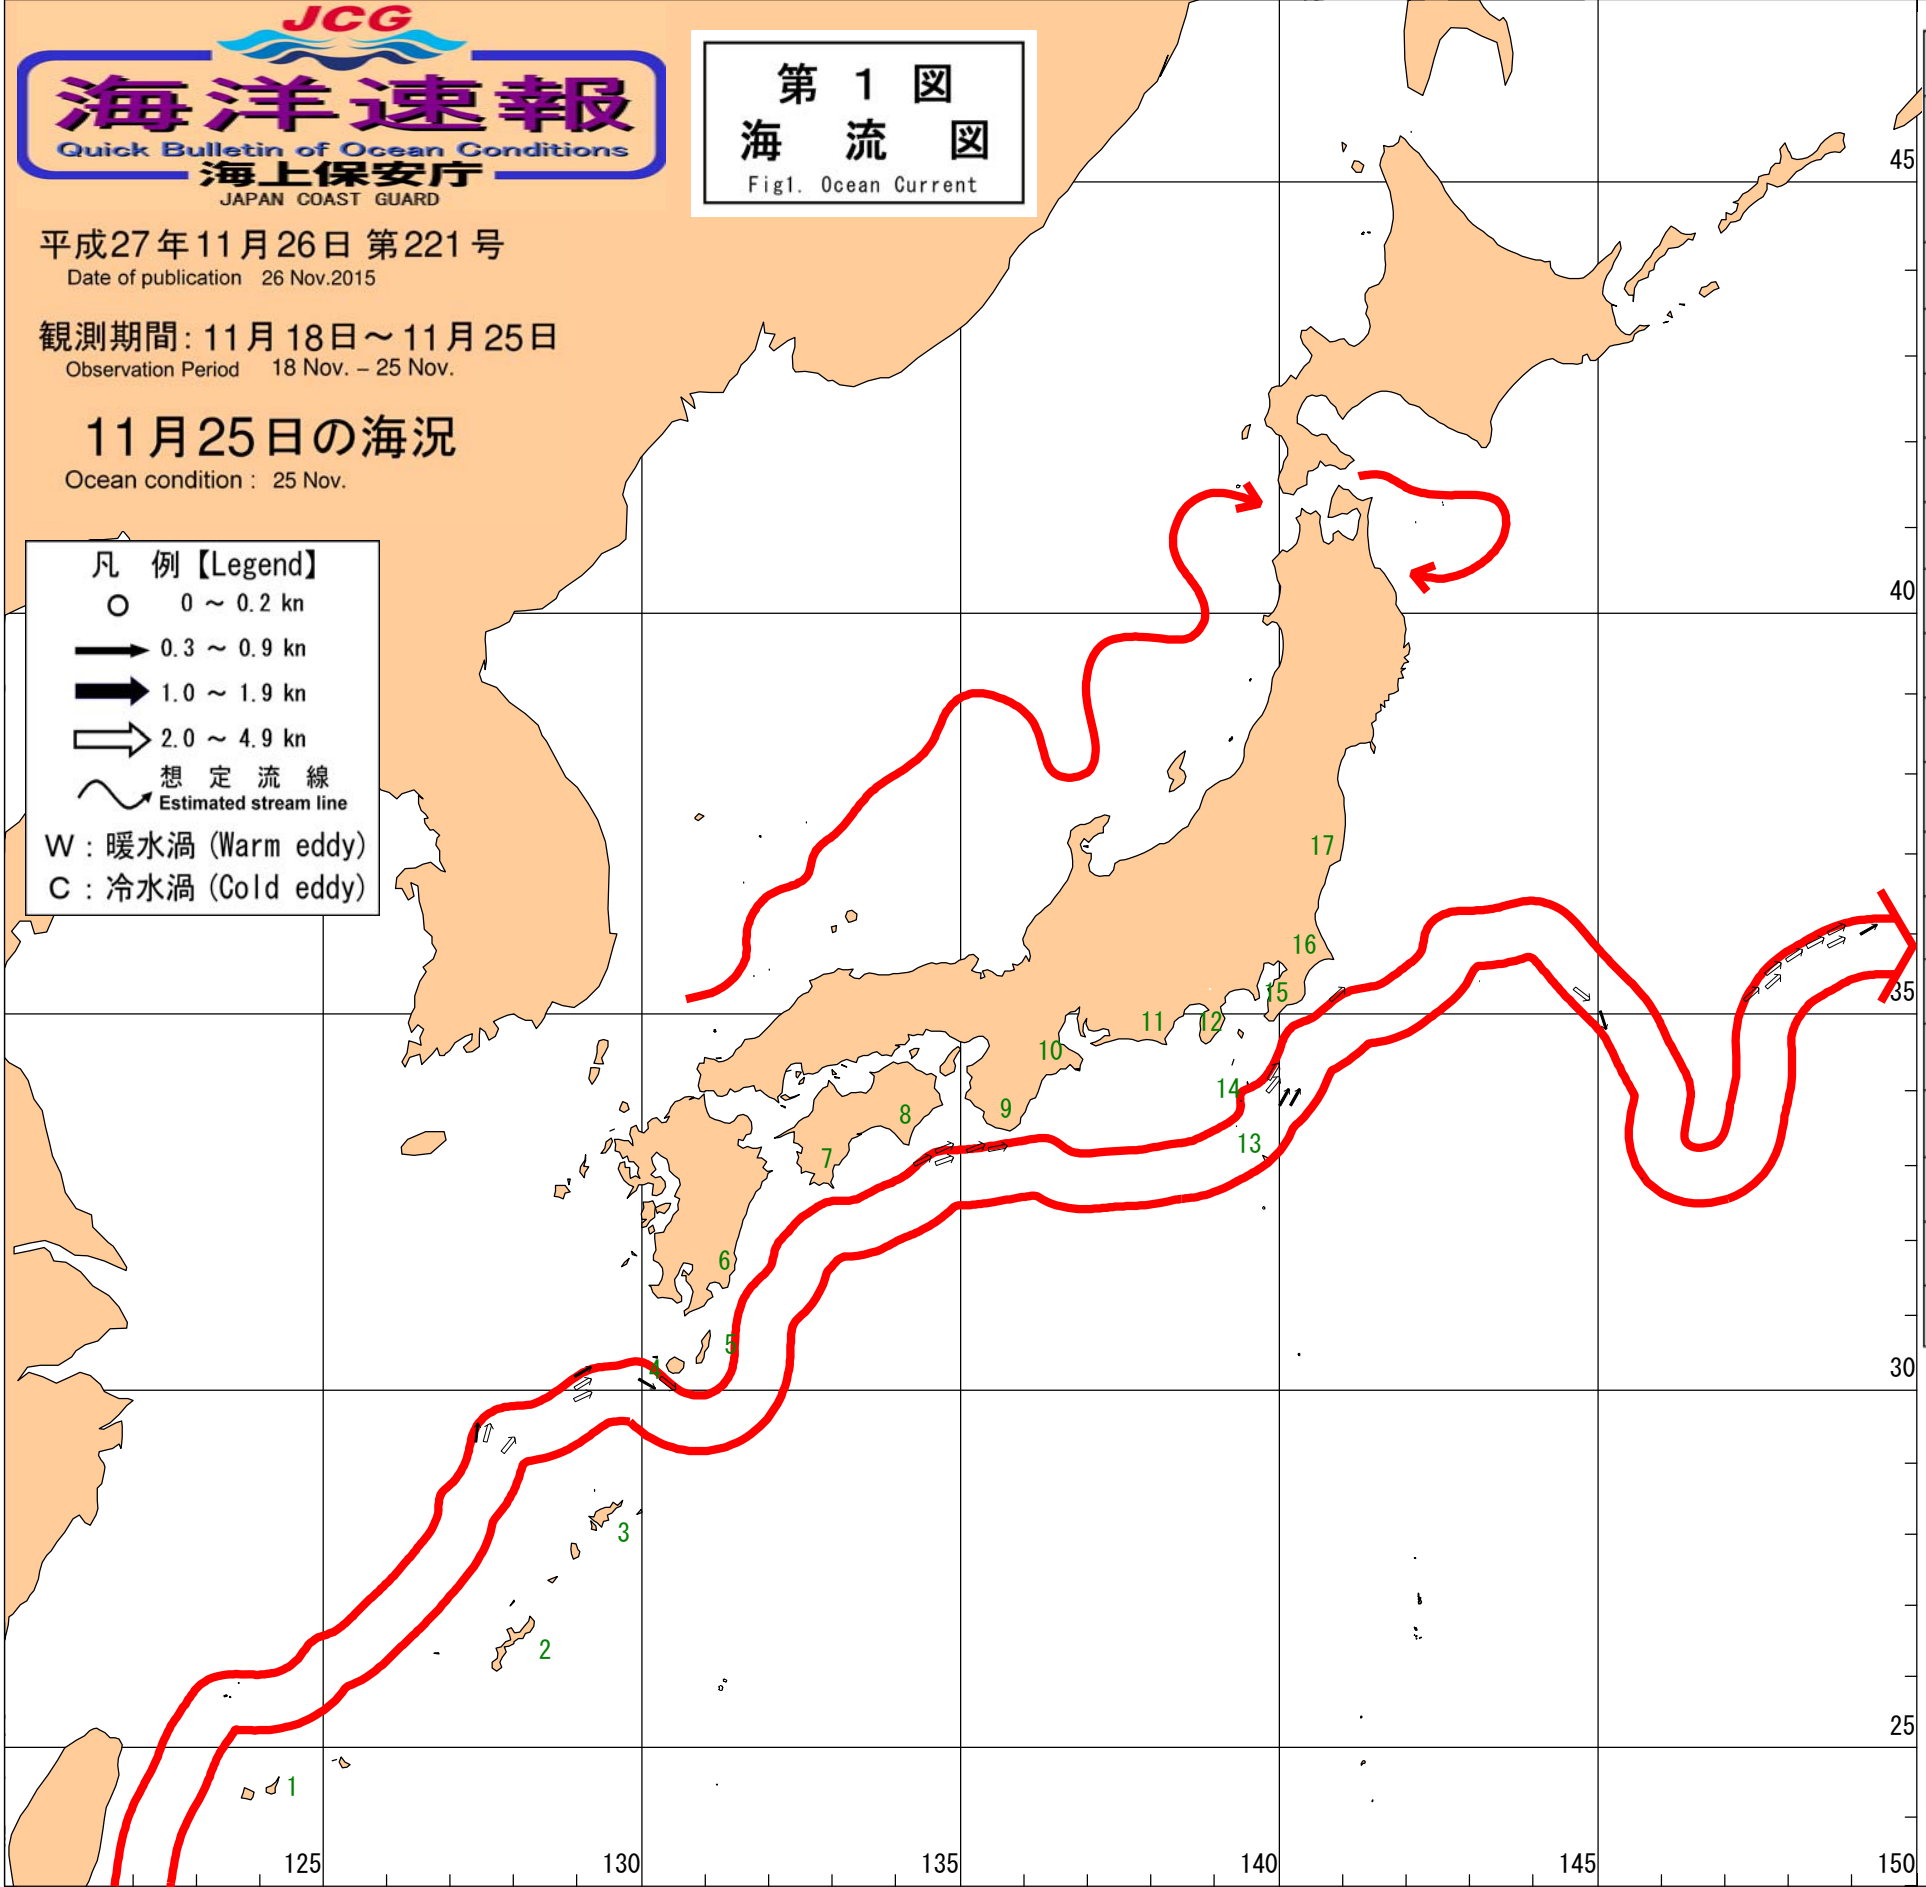 JCG
海洋速報
Quick Bulletin of Ocean Conditions
海上保安庁
JAPAN COAST GUARD
平成27年11月26日 第221号
Date of publication 26 Nov.2015
観測期間: 11月18日～11月25日
Observation Period 18 Nov. – 25 Nov.
11月25日の海況
Ocean condition : 25 Nov.
第 1 図
海 流 図
Fig1. Ocean Current
凡 例【Legend】
0 ～ 0.2 kn
0.3 ～ 0.9 kn
1.0 ～ 1.9 kn
2.0 ～ 4.9 kn
想 定 流 線
Estimated stream line
W : 暖水渦 (Warm eddy)
C : 冷水渦 (Cold eddy)
45
40
17
16
35
15
11
12
10
14
9
8
13
7
6
5
4
30
3
2
25
1
125
130
135
140
145
150